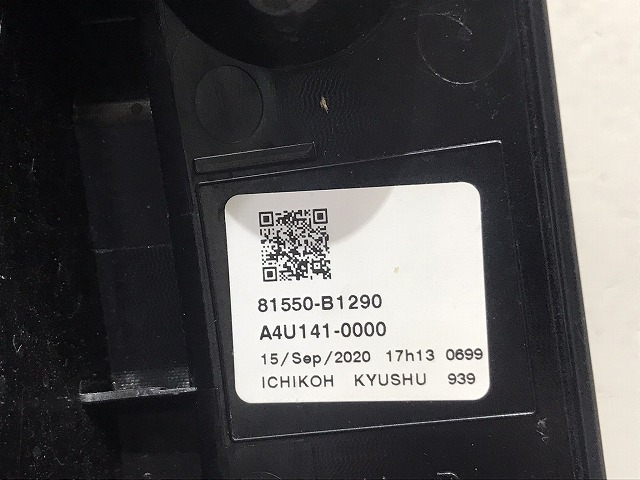 81550-B1290
A4U141-0000
15/Sep/2020 17h13 0699
ICHIKOH KYUSHU 939